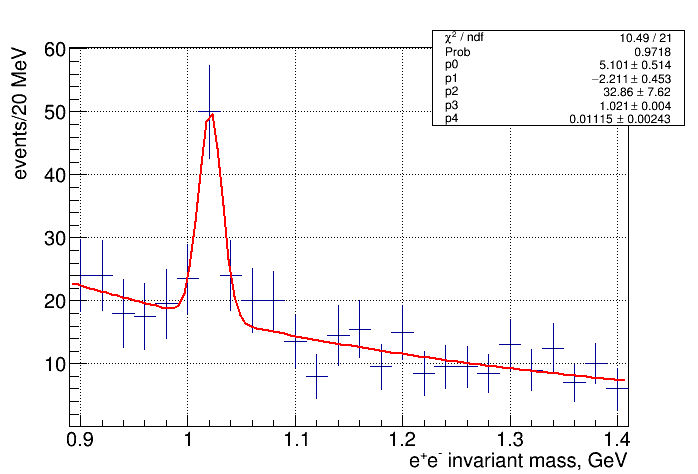 χ² / ndf 10.49 / 21
Prob 0.9718
p0 5.101 ± 0.514
p1 −2.211 ± 0.453
p2 32.86 ± 7.62
p3 1.021 ± 0.004
p4 0.01115 ± 0.00243
events/20 MeV
60
50
40
30
20
10
0.9 1 1.1 1.2 1.3 1.4
e⁺e⁻ invariant mass, GeV